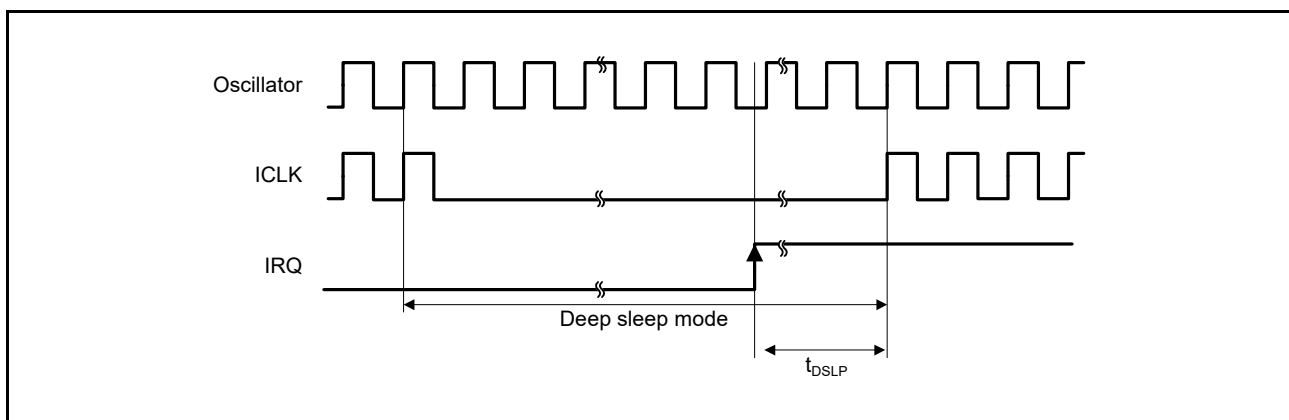 Oscillator
ICLK
IRQ
Deep sleep mode
tDSLP